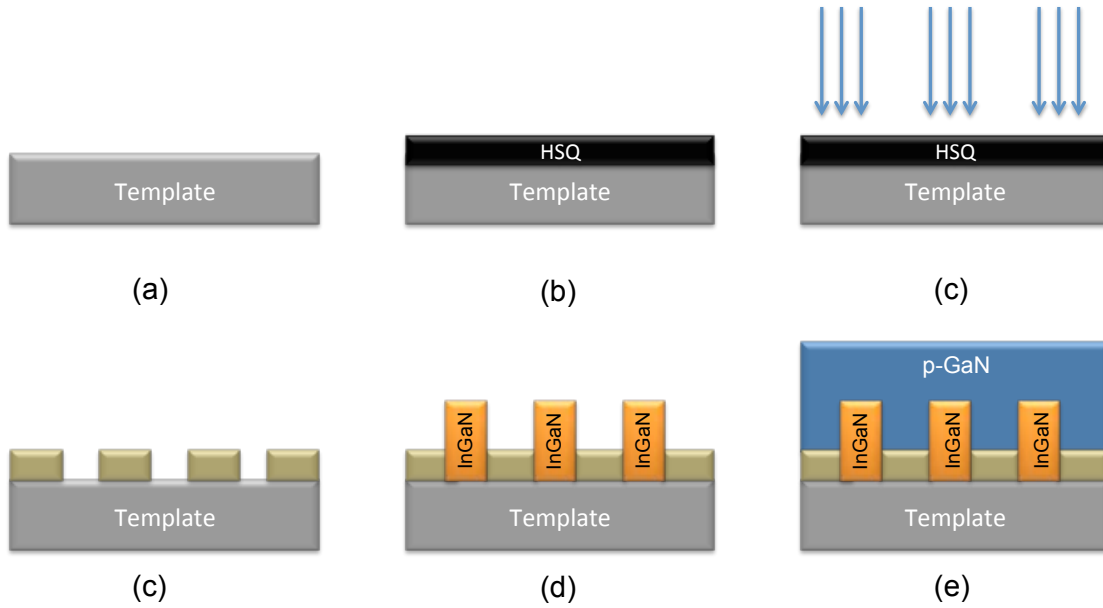 Template
HSQ
Template
HSQ
Template
(a)
(b)
(c)
Template
InGaN
InGaN
InGaN
Template
p-GaN
InGaN
InGaN
InGaN
Template
(c)
(d)
(e)